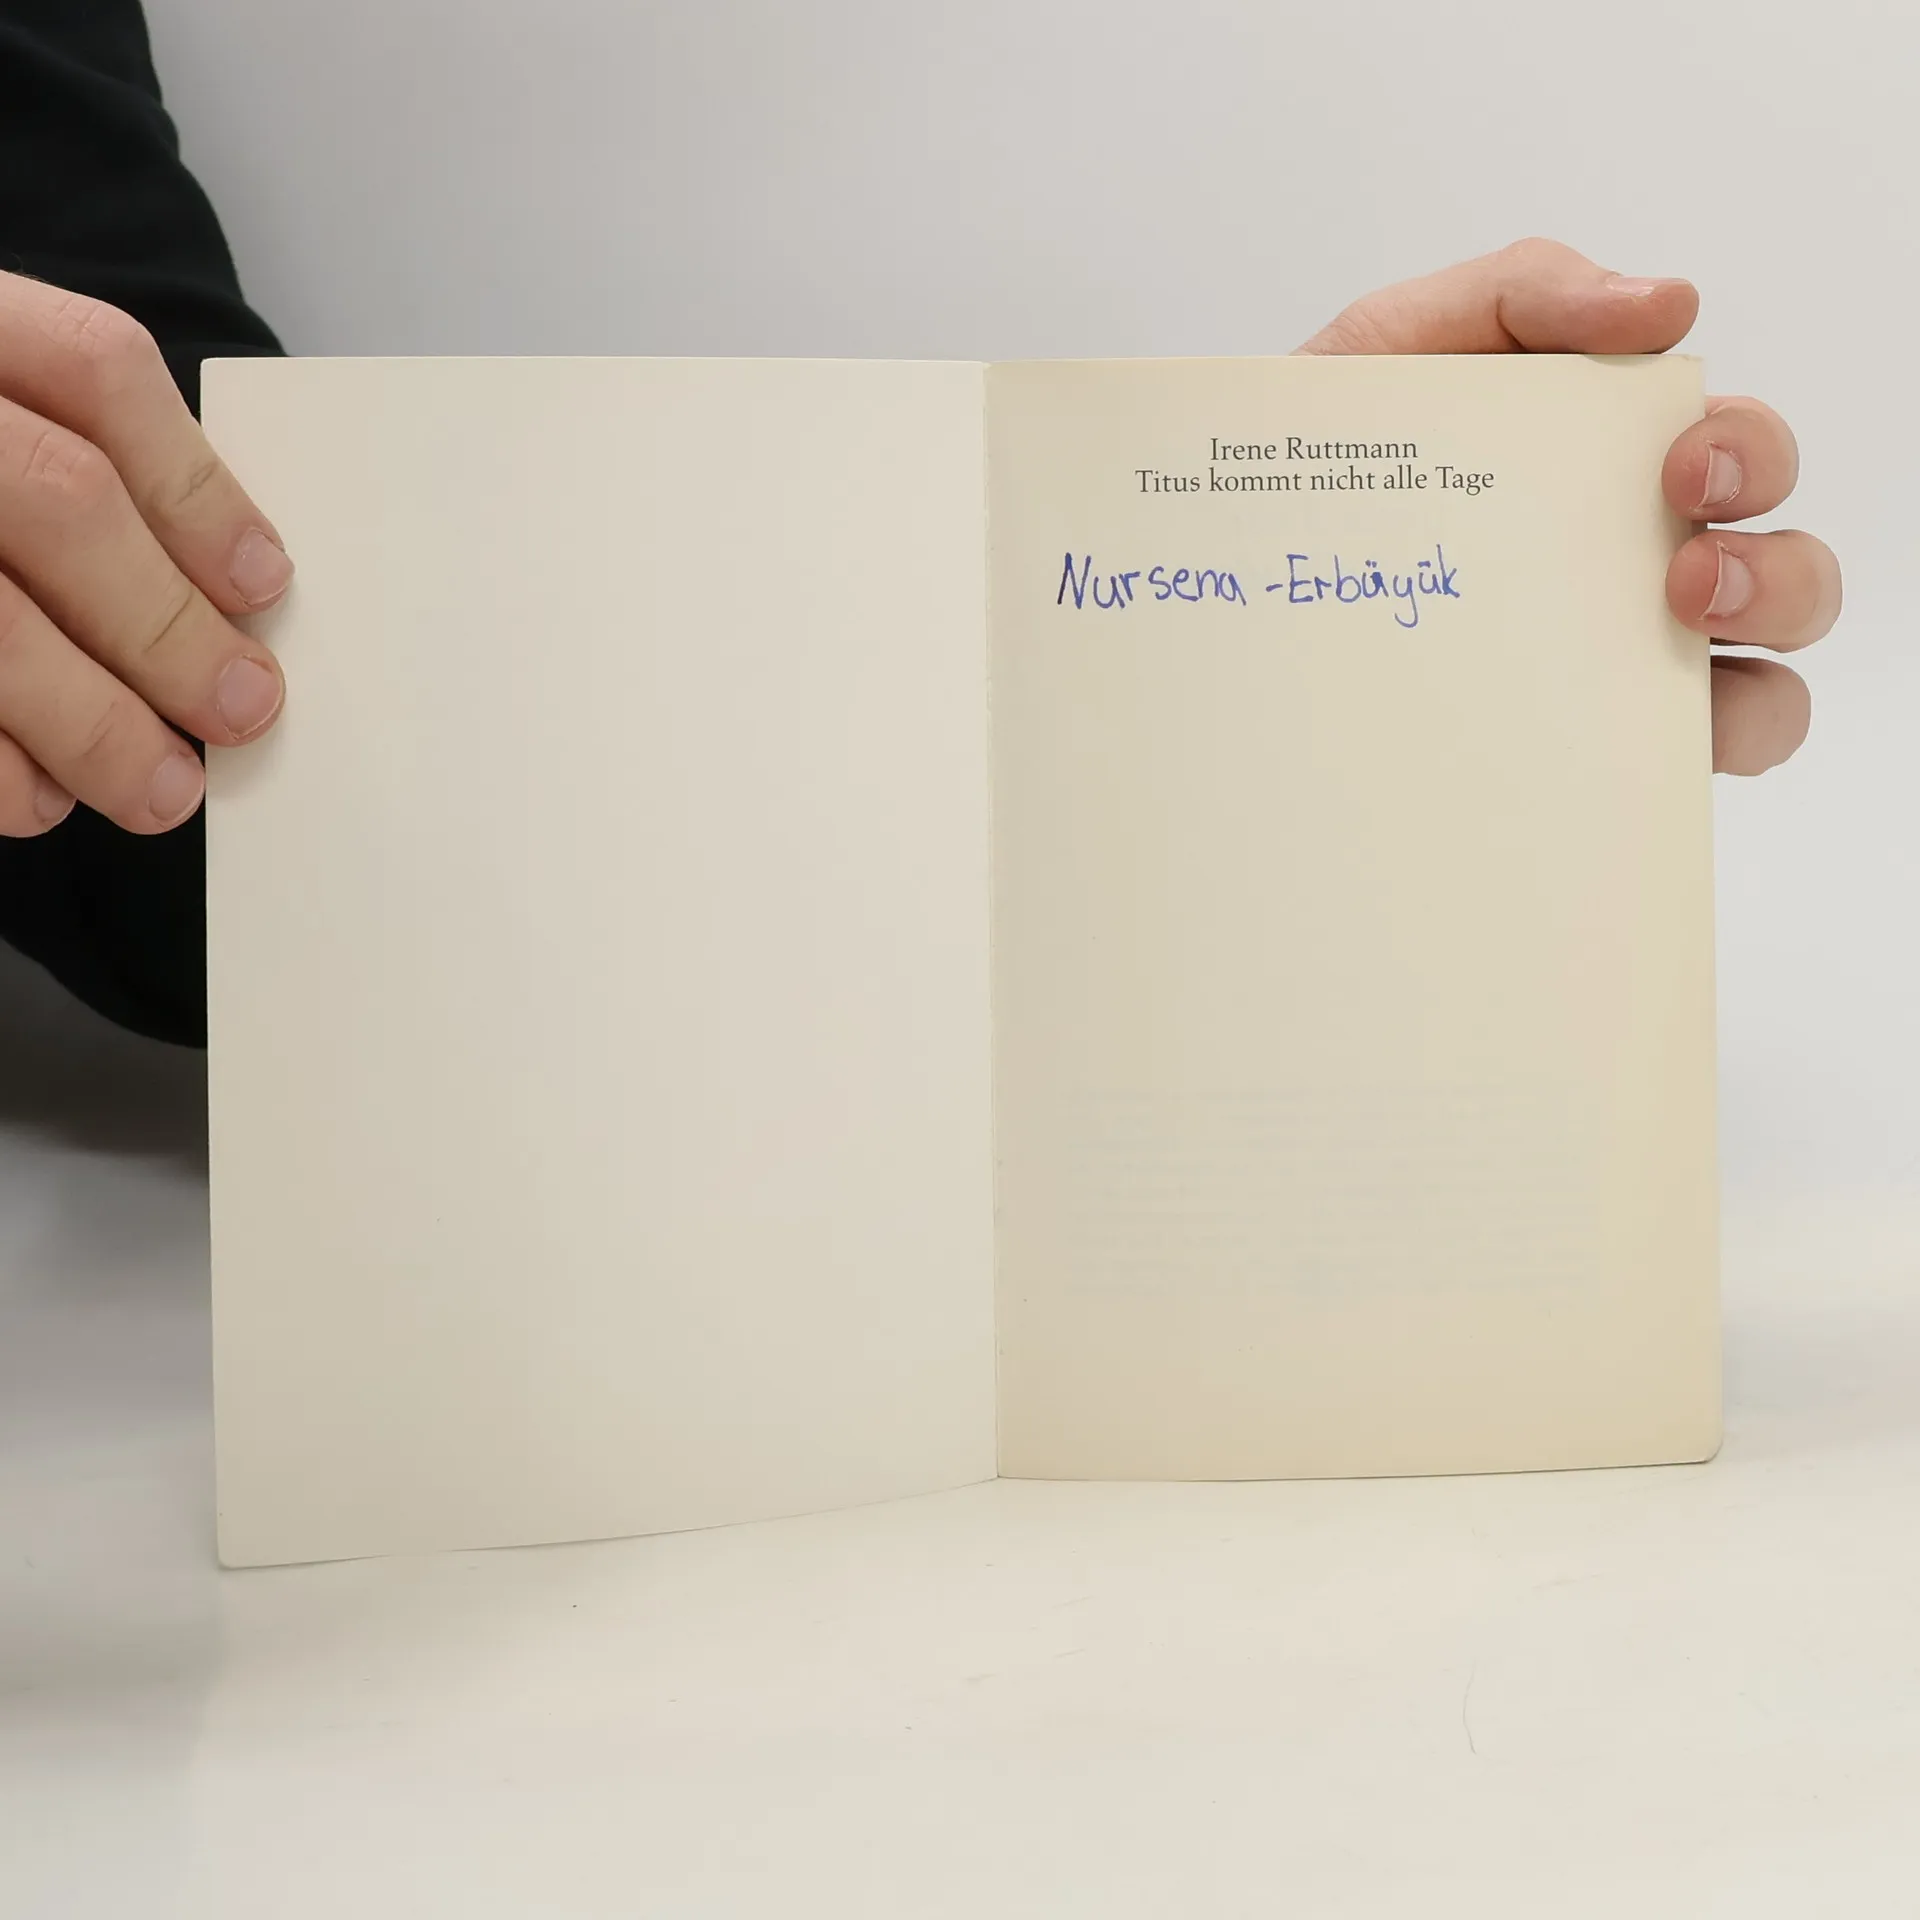 Irene Ruttmann
Titus kommt nicht alle Tage
Nursena - Erbüyük